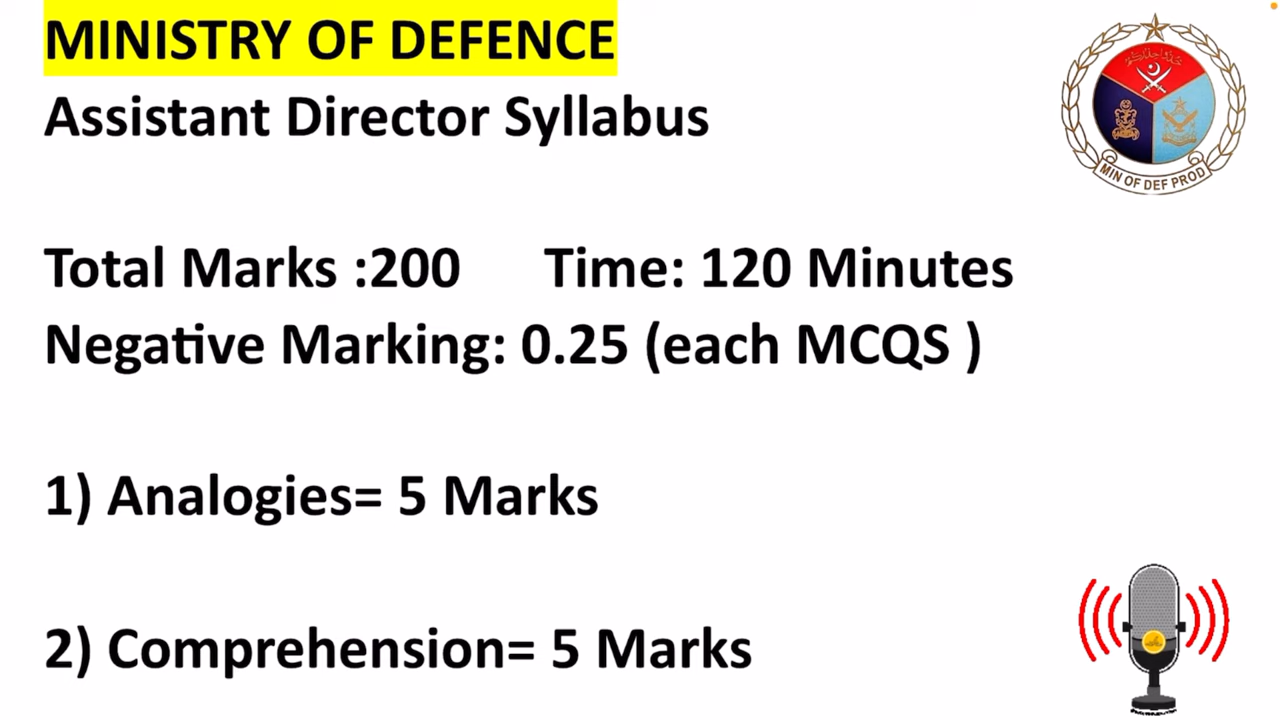 MINISTRY OF DEFENCE
Assistant Director Syllabus
Total Marks :200 Time: 120 Minutes
Negative Marking: 0.25 (each MCQS )
1) Analogies= 5 Marks
2) Comprehension= 5 Marks
MIN OF DEF PROD